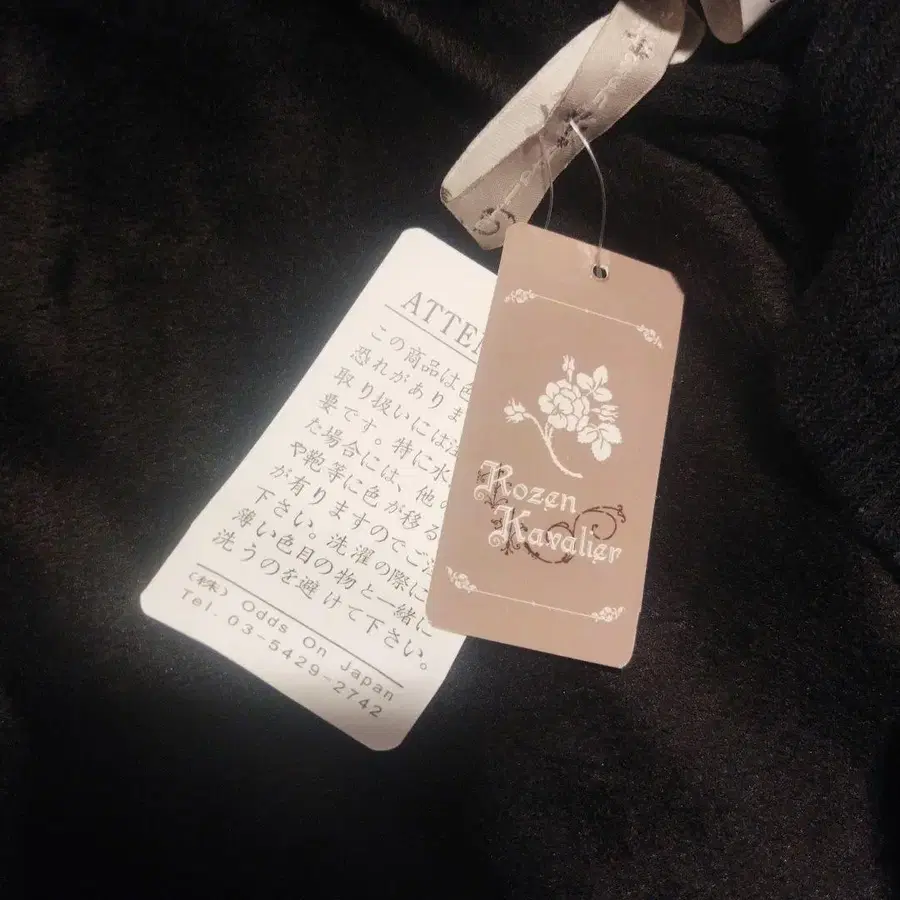 ATTE
この商品は色
恐れがありま
取り扱いには注
要です。特に水
た場合には、他の
や鞄等に色が移る
が有りますのでご注
下さい。洗濯の際に
薄い色目の物と一緒に
洗うのを避けて下さい。
(株) Odds On Japan
Tel. 03-5429-2742
Rozen
Kavalier